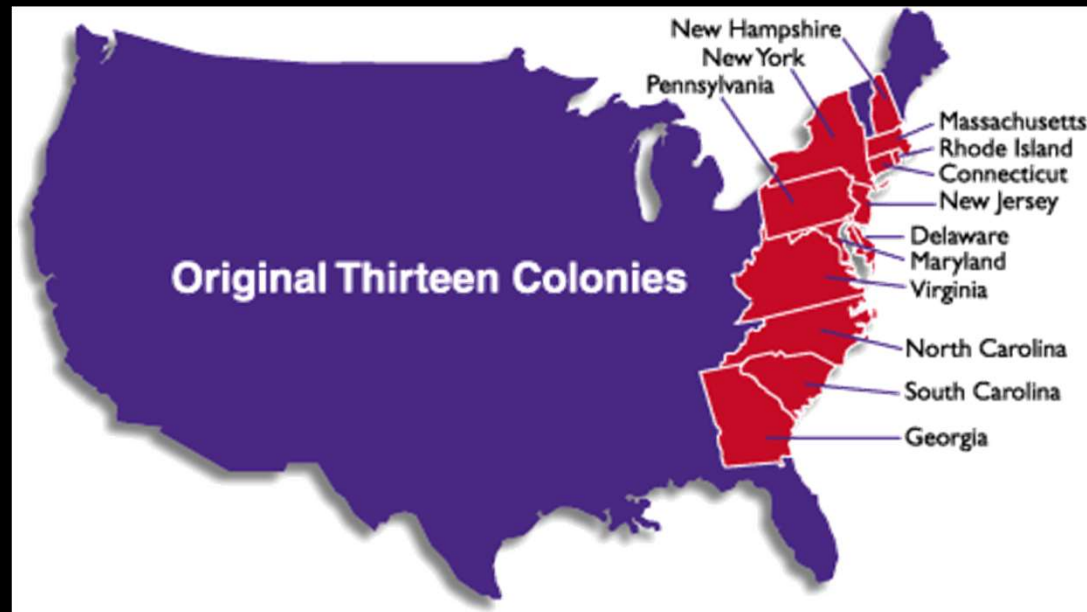 New Hampshire
New York
Pennsylvania
Massachusetts
Rhode Island
Connecticut
New Jersey
Delaware
Maryland
Virginia
Original Thirteen Colonies
North Carolina
South Carolina
Georgia